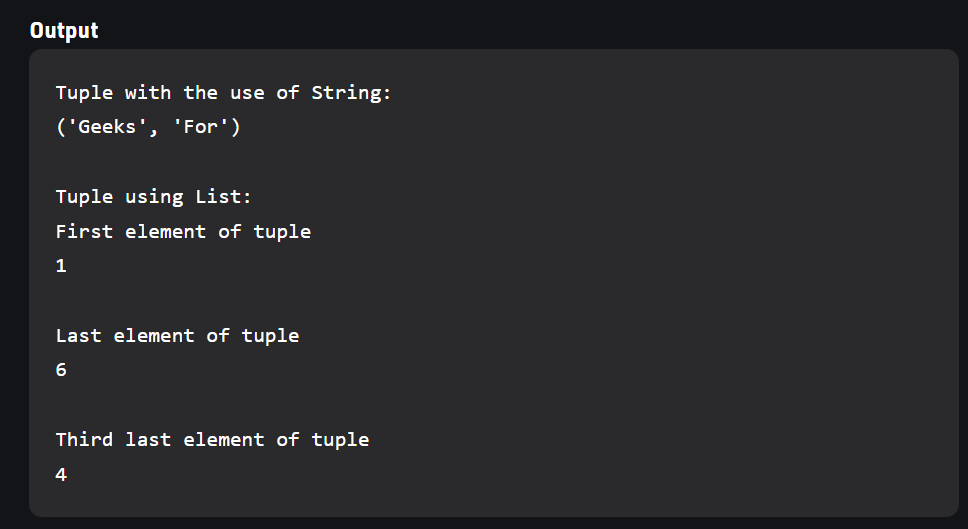 Output
Tuple with the use of String:
('Geeks', 'For')
Tuple using List:
First element of tuple
1
Last element of tuple
6
Third last element of tuple
4